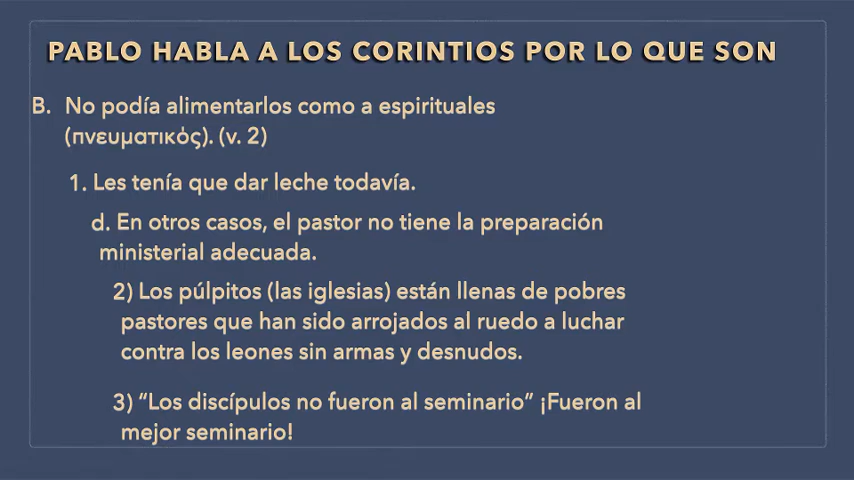 PABLO HABLA A LOS CORINTIOS POR LO QUE SON
B. No podía alimentarlos como a espirituales
(πνευματικός). (v. 2)
1. Les tenía que dar leche todavía.
d. En otros casos, el pastor no tiene la preparación
ministerial adecuada.
2) Los púlpitos (las iglesias) están llenas de pobres
pastores que han sido arrojados al ruedo a luchar
contra los leones sin armas y desnudos.
3) “Los discípulos no fueron al seminario” ¡Fueron al
mejor seminario!